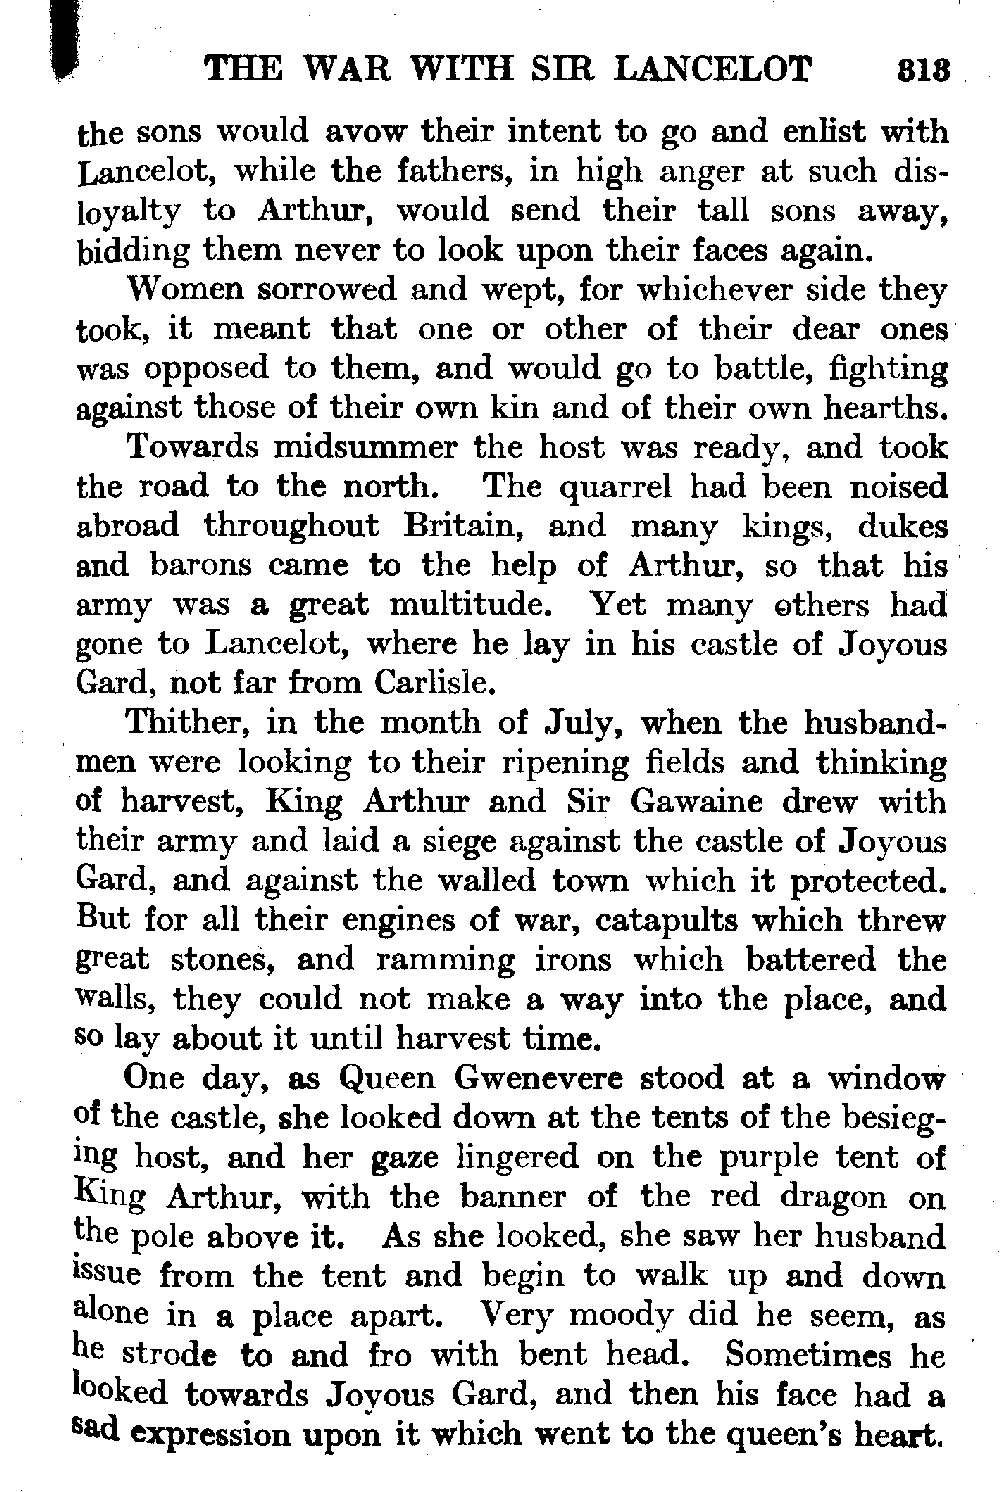 THE WAR WITH SIR LANCELOT 313
the sons would avow their intent to go and enlist with
Lancelot, while the fathers, in high anger at such dis-
loyalty to Arthur, would send their tall sons away,
bidding them never to look upon their faces again.
Women sorrowed and wept, for whichever side they
took, it meant that one or other of their dear ones
was opposed to them, and would go to battle, fighting
against those of their own kin and of their own hearths.
Towards midsummer the host was ready, and took
the road to the north. The quarrel had been noised
abroad throughout Britain, and many kings, dukes
and barons came to the help of Arthur, so that his
army was a great multitude. Yet many others had
gone to Lancelot, where he lay in his castle of Joyous
Gard, not far from Carlisle.
Thither, in the month of July, when the husband-
men were looking to their ripening fields and thinking
of harvest, King Arthur and Sir Gawaine drew with
their army and laid a siege against the castle of Joyous
Gard, and against the walled town which it protected.
But for all their engines of war, catapults which threw
great stones, and ramming irons which battered the
walls, they could not make a way into the place, and
so lay about it until harvest time.
One day, as Queen Gwenevere stood at a window
of the castle, she looked down at the tents of the besieg-
ing host, and her gaze lingered on the purple tent of
King Arthur, with the banner of the red dragon on
the pole above it. As she looked, she saw her husband
issue from the tent and begin to walk up and down
alone in a place apart. Very moody did he seem, as
he strode to and fro with bent head. Sometimes he
looked towards Joyous Gard, and then his face had a
sad expression upon it which went to the queen's heart.